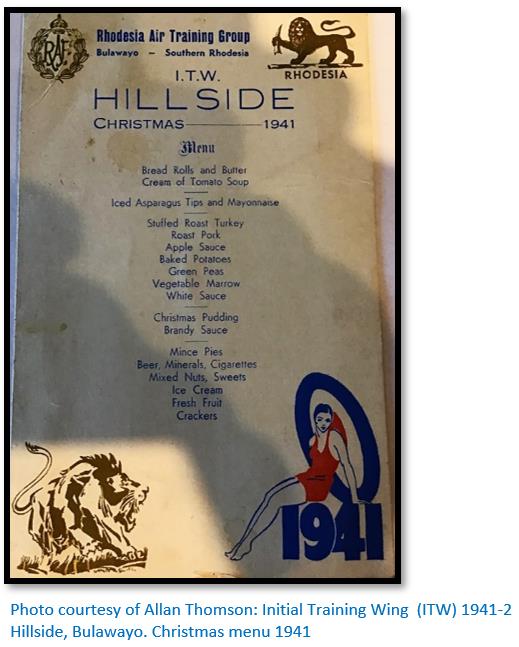 RAF
Rhodesia Air Training Group
Bulawayo – Southern Rhodesia
RHODESIA
I.T.W.
HILLSIDE
CHRISTMAS 1941
Menu
Bread Rolls and Butter
Cream of Tomato Soup
Iced Asparagus Tips and Mayonnaise
Stuffed Roast Turkey
Roast Pork
Apple Sauce
Baked Potatoes
Green Peas
Vegetable Marrow
White Sauce
Christmas Pudding
Brandy Sauce
Mince Pies
Beer, Minerals, Cigarettes
Mixed Nuts, Sweets
Ice Cream
Fresh Fruit
Crackers
1941
Photo courtesy of Allan Thomson: Initial Training Wing (ITW) 1941-2
Hillside, Bulawayo. Christmas menu 1941